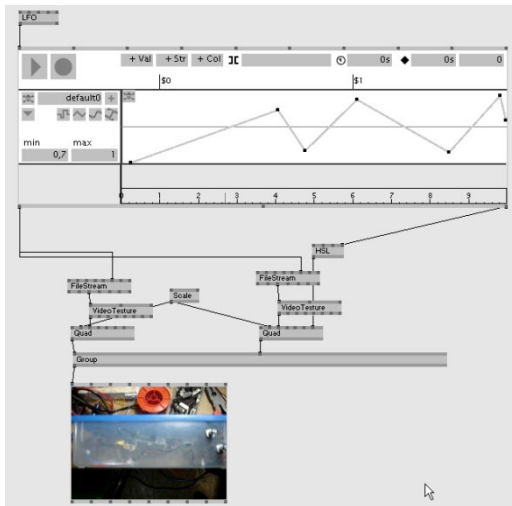 LFO
+ Val + Str + Col 0s 0s 0
$0 $1
default0 +
min max
0,7 1
0 1 2 3 4 5 6 7 8 9
HSL
FileStream FileStream
Scale
VideoTexture VideoTexture
Quad Quad
Group